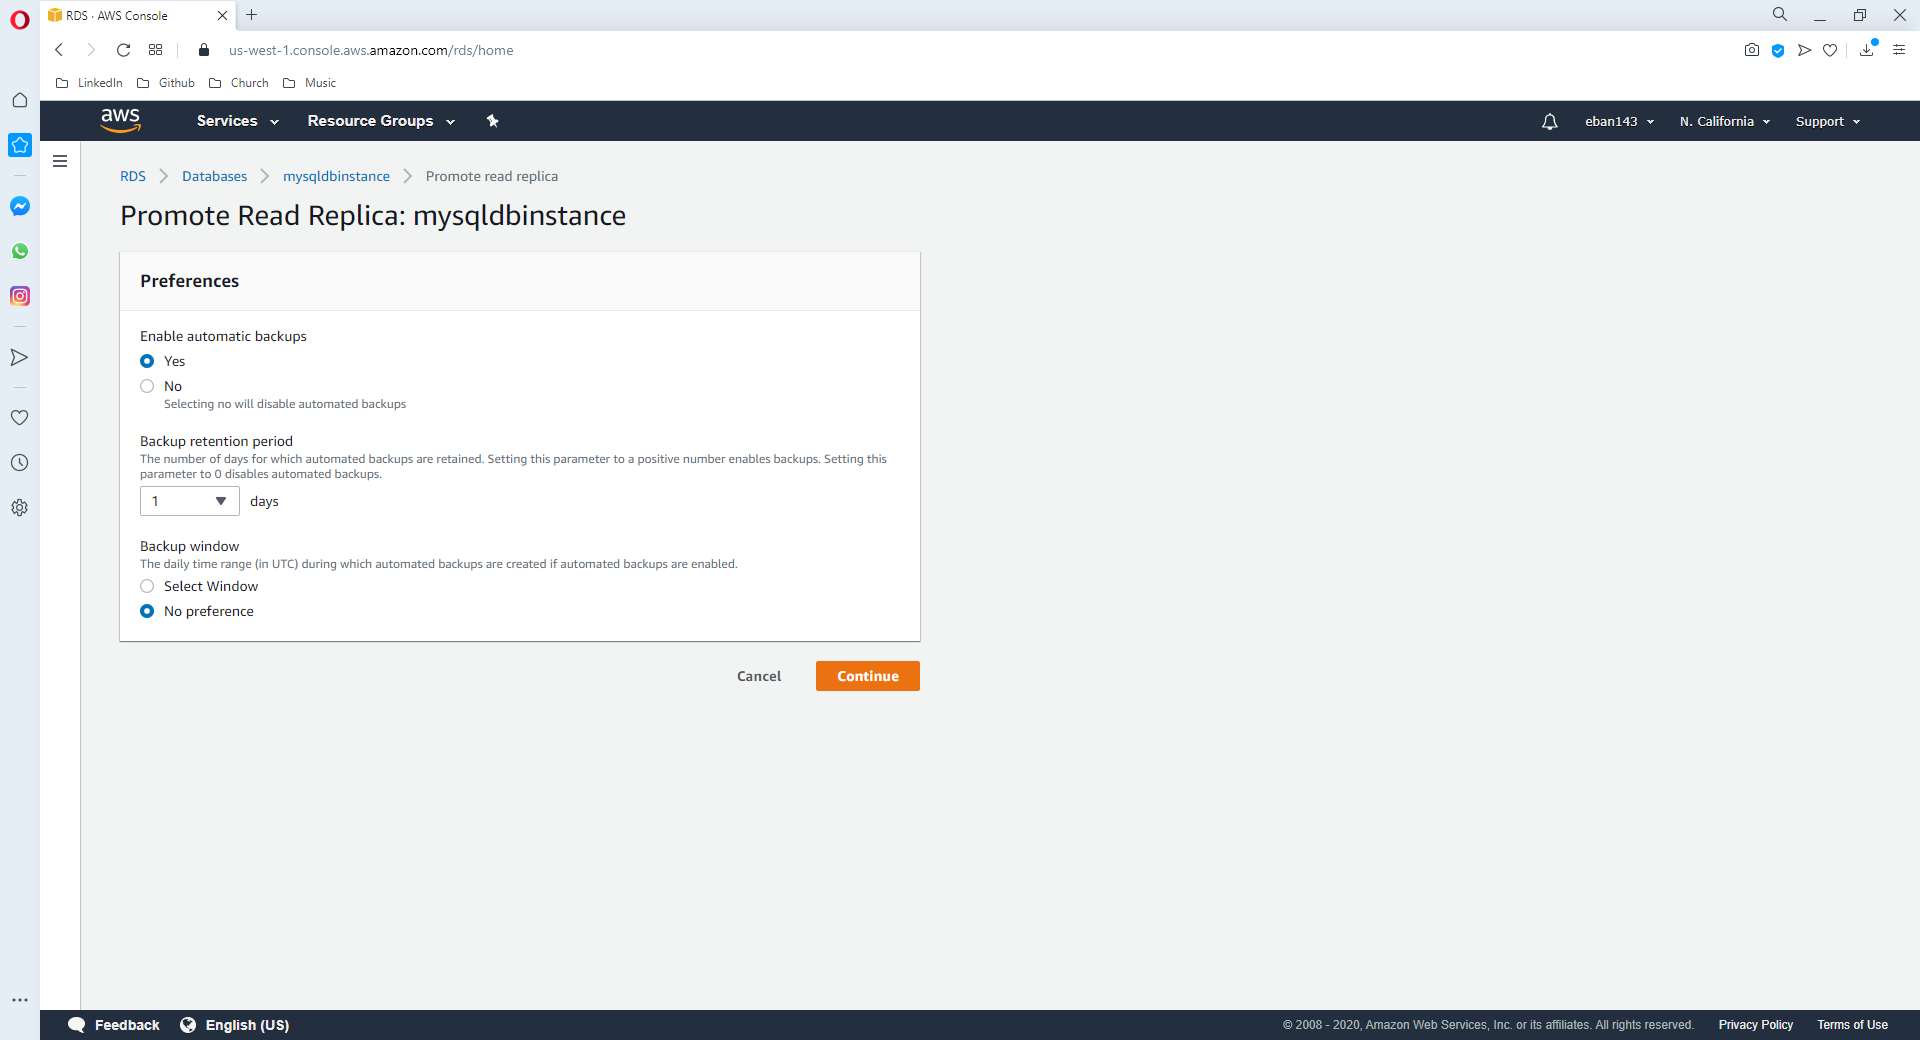 RDS · AWS Console
us-west-1.console.aws.amazon.com/rds/home
LinkedIn Github Church Music
aws Services Resource Groups eban143 N. California Support
RDS Databases mysqldbinstance Promote read replica
Promote Read Replica: mysqldbinstance
Preferences
Enable automatic backups
Yes
No
Selecting no will disable automated backups
Backup retention period
The number of days for which automated backups are retained. Setting this parameter to a positive number enables backups. Setting this
parameter to 0 disables automated backups.
1 days
Backup window
The daily time range (in UTC) during which automated backups are created if automated backups are enabled.
Select Window
No preference
Cancel Continue
Feedback English (US) © 2008 - 2020, Amazon Web Services, Inc. or its affiliates. All rights reserved. Privacy Policy Terms of Use